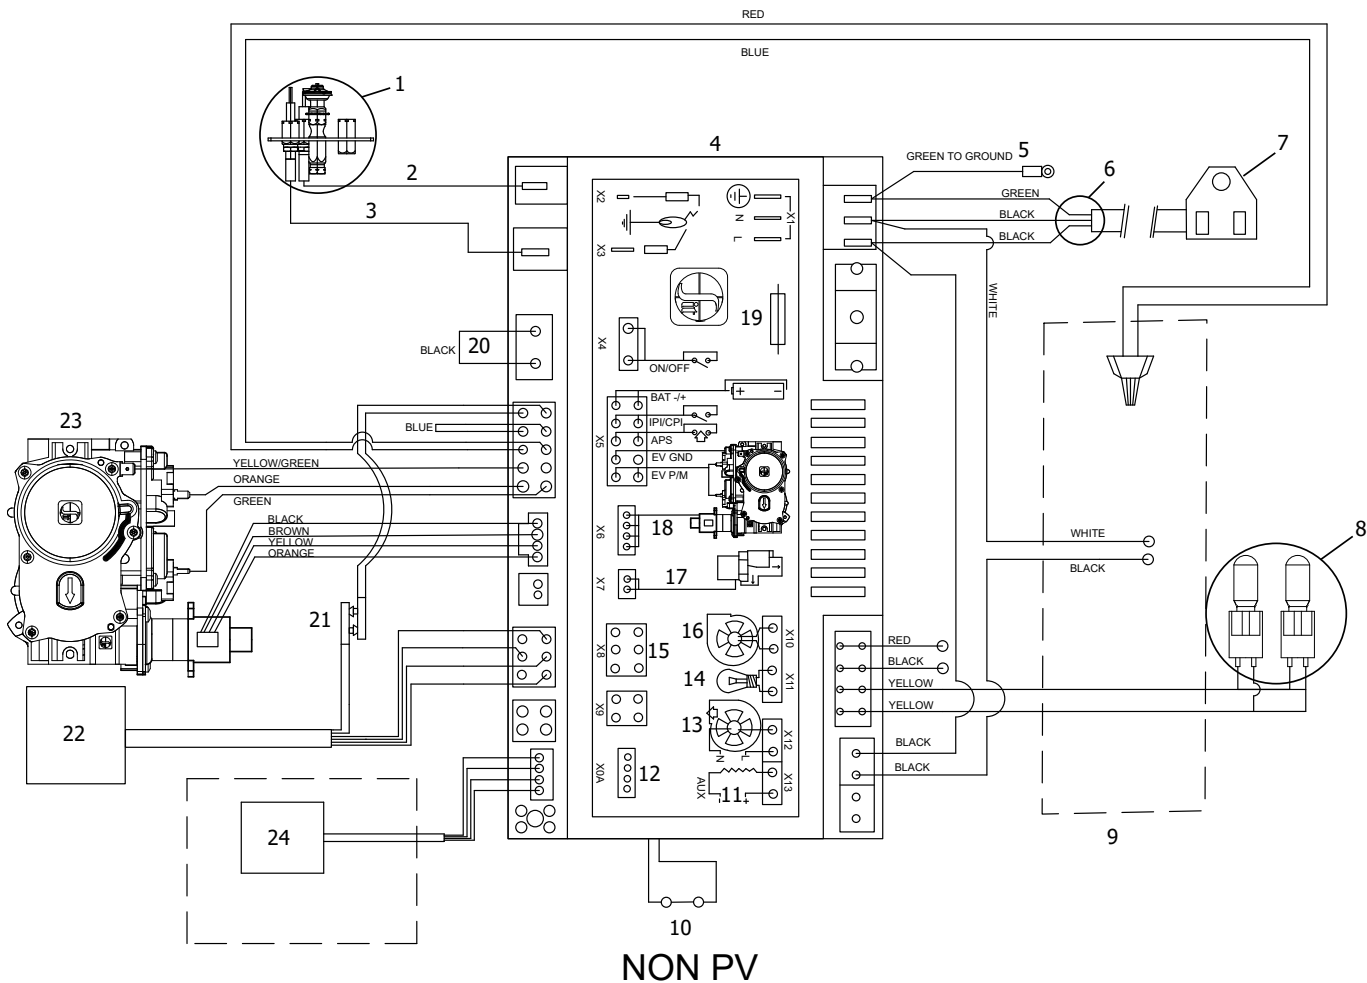 RED
BLUE
1
2
3
4
GREEN TO GROUND
5
6
7
GREEN
BLACK
BLACK
WHITE
X2
X3
N
L
X1
19
X4
ON/OFF
BLACK
20
BAT -/+
+ -
IPI/CPI
APS
EV GND
EV P/M
X5
BLUE
23
YELLOW/GREEN
ORANGE
GREEN
BLACK
BROWN
YELLOW
ORANGE
X6
18
X7
17
WHITE
BLACK
8
21
X8
15
16
X10
14
X11
RED
BLACK
YELLOW
YELLOW
X9
13
N
L
X12
22
BLACK
BLACK
X0A
12
AUX
11
+
X13
24
9
10
NON PV